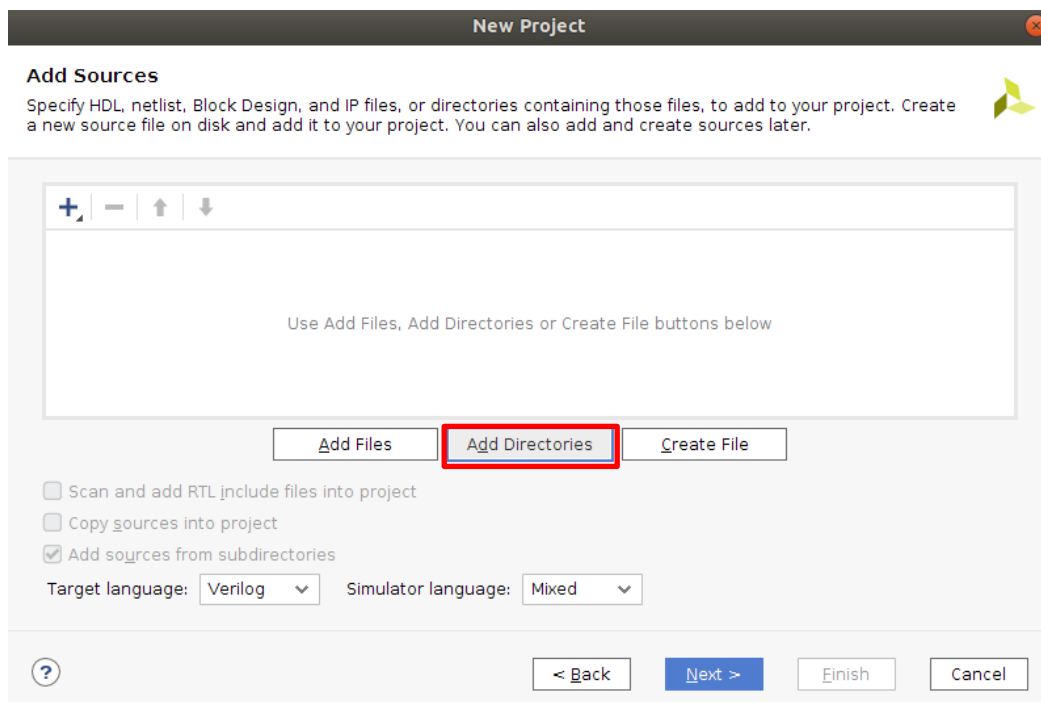 New Project
Add Sources
Specify HDL, netlist, Block Design, and IP files, or directories containing those files, to add to your project. Create
a new source file on disk and add it to your project. You can also add and create sources later.
Use Add Files, Add Directories or Create File buttons below
Add Files Add Directories Create File
Scan and add RTL include files into project
Copy sources into project
Add sources from subdirectories
Target language: Verilog Simulator language: Mixed
? < Back Next > Finish Cancel